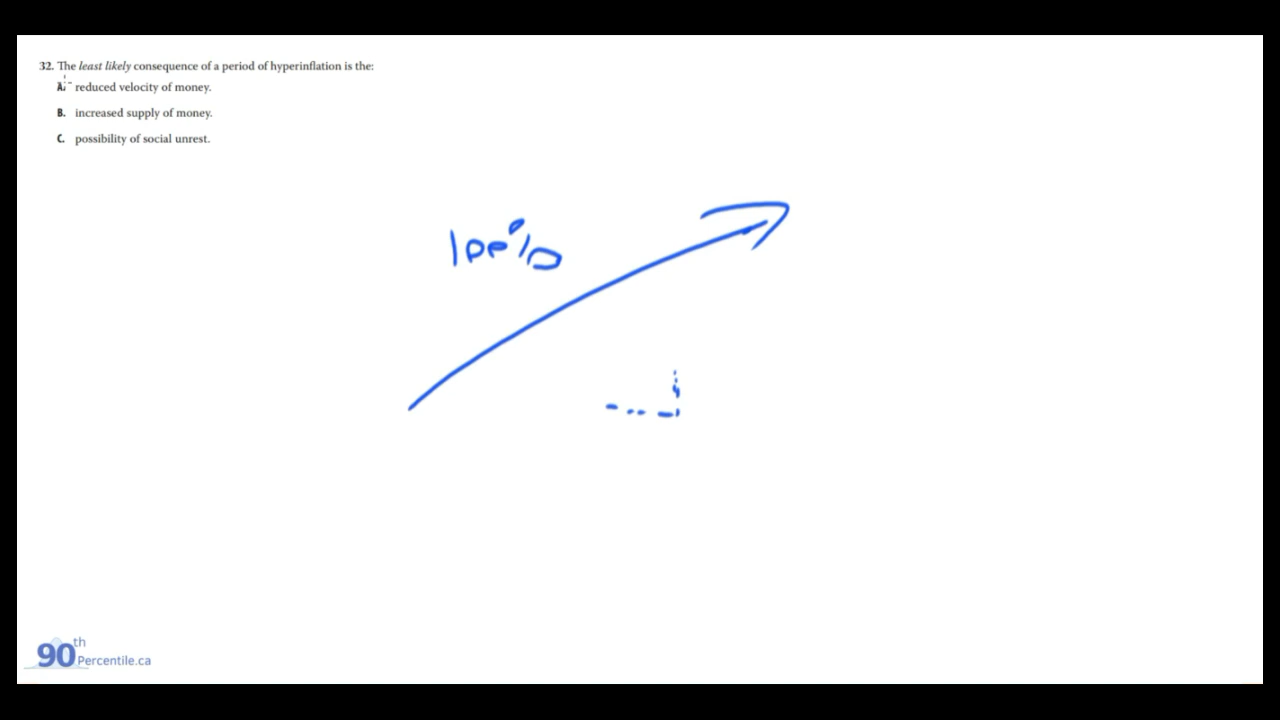 32. The least likely consequence of a period of hyperinflation is the:
A. reduced velocity of money.
B. increased supply of money.
C. possibility of social unrest.
100%
90th
Percentile.ca